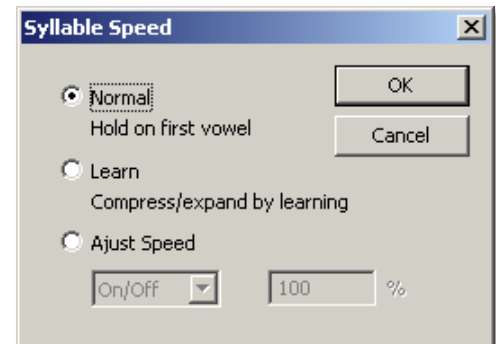 Syllable Speed
Normal
OK
Hold on first vowel
Cancel
Learn
Compress/expand by learning
Ajust Speed
On/Off 100 %